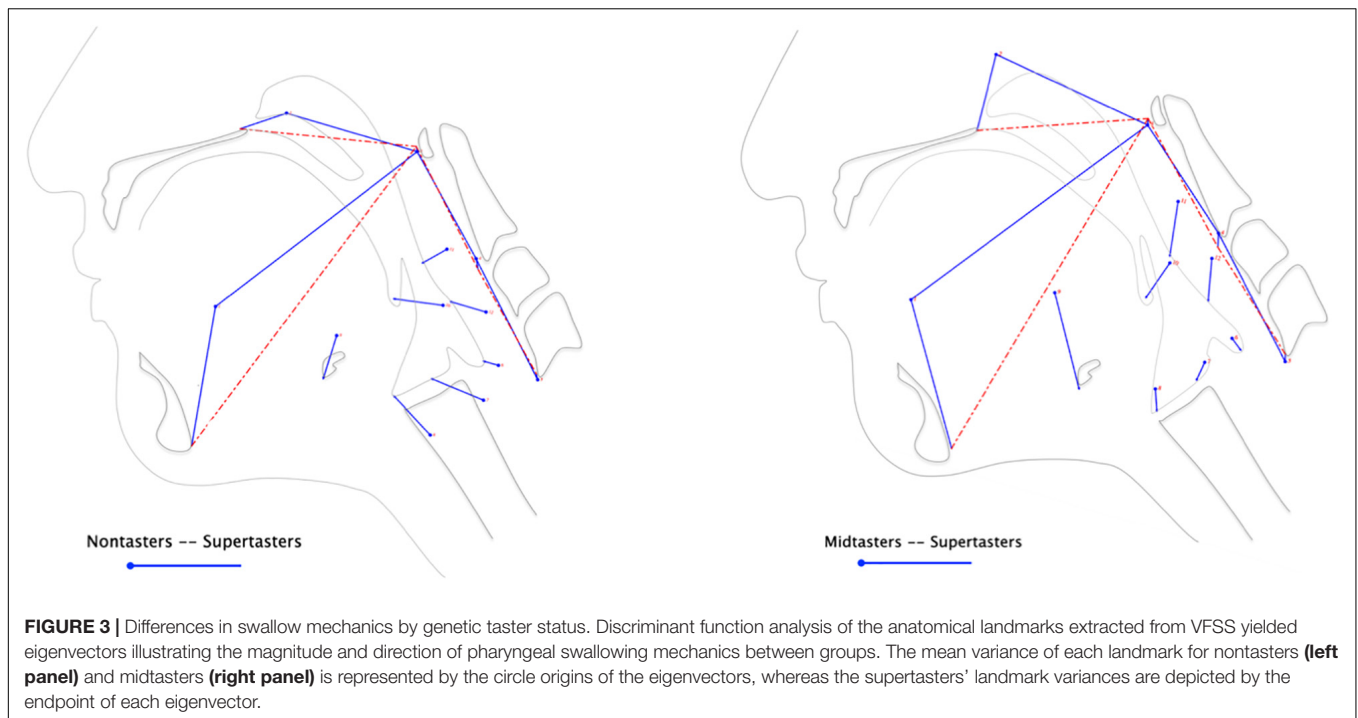 Nontasters -- Supertasters
Midtasters -- Supertasters
FIGURE 3 | Differences in swallow mechanics by genetic taster status. Discriminant function analysis of the anatomical landmarks extracted from VFSS yielded
eigenvectors illustrating the magnitude and direction of pharyngeal swallowing mechanics between groups. The mean variance of each landmark for nontasters (left
panel) and midtasters (right panel) is represented by the circle origins of the eigenvectors, whereas the supertasters’ landmark variances are depicted by the
endpoint of each eigenvector.